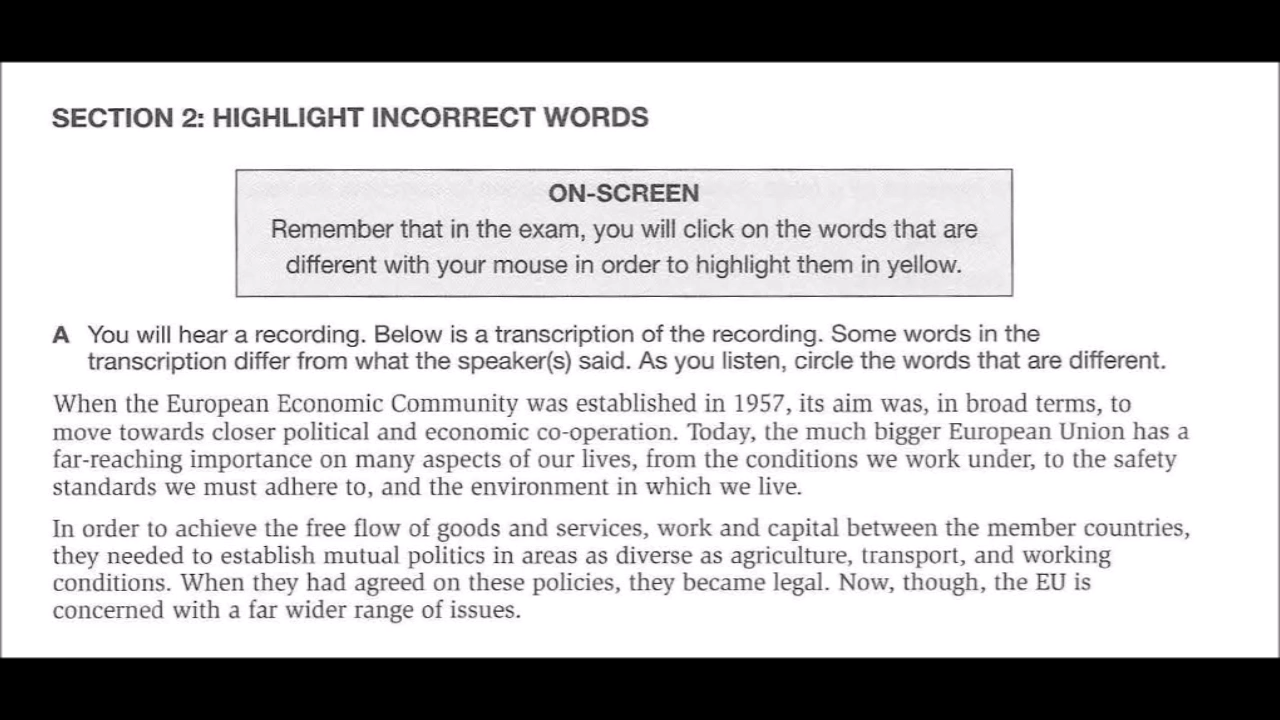 SECTION 2: HIGHLIGHT INCORRECT WORDS
ON-SCREEN
Remember that in the exam, you will click on the words that are
different with your mouse in order to highlight them in yellow.
A You will hear a recording. Below is a transcription of the recording. Some words in the
transcription differ from what the speaker(s) said. As you listen, circle the words that are different.
When the European Economic Community was established in 1957, its aim was, in broad terms, to
move towards closer political and economic co-operation. Today, the much bigger European Union has a
far-reaching importance on many aspects of our lives, from the conditions we work under, to the safety
standards we must adhere to, and the environment in which we live.
In order to achieve the free flow of goods and services, work and capital between the member countries,
they needed to establish mutual politics in areas as diverse as agriculture, transport, and working
conditions. When they had agreed on these policies, they became legal. Now, though, the EU is
concerned with a far wider range of issues.